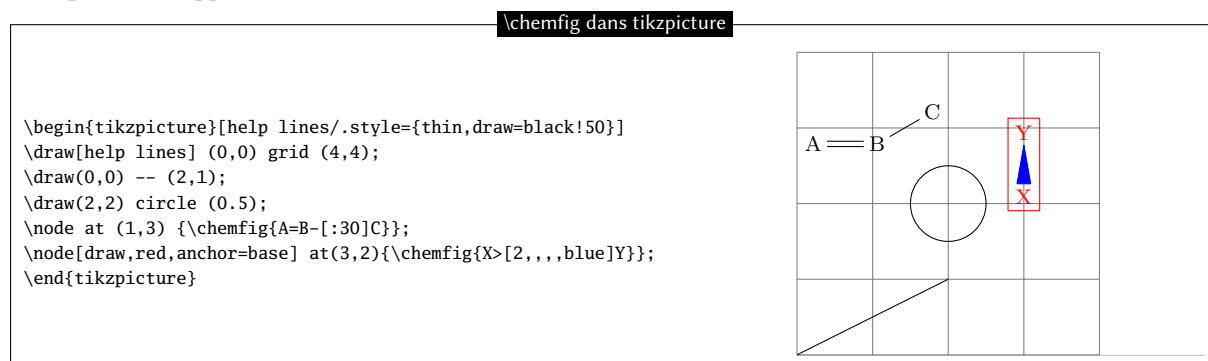 \chemfig dans tikzpicture
\begin{tikzpicture}[help lines/.style={thin,draw=black!50}]
\draw[help lines] (0,0) grid (4,4);
\draw(0,0) -- (2,1);
\draw(2,2) circle (0.5);
\node at (1,3) {\chemfig{A=B-[:30]C}};
\node[draw,red,anchor=base] at(3,2){\chemfig{X>[2,,,,blue]Y}};
\end{tikzpicture}
C
A B
Y
X